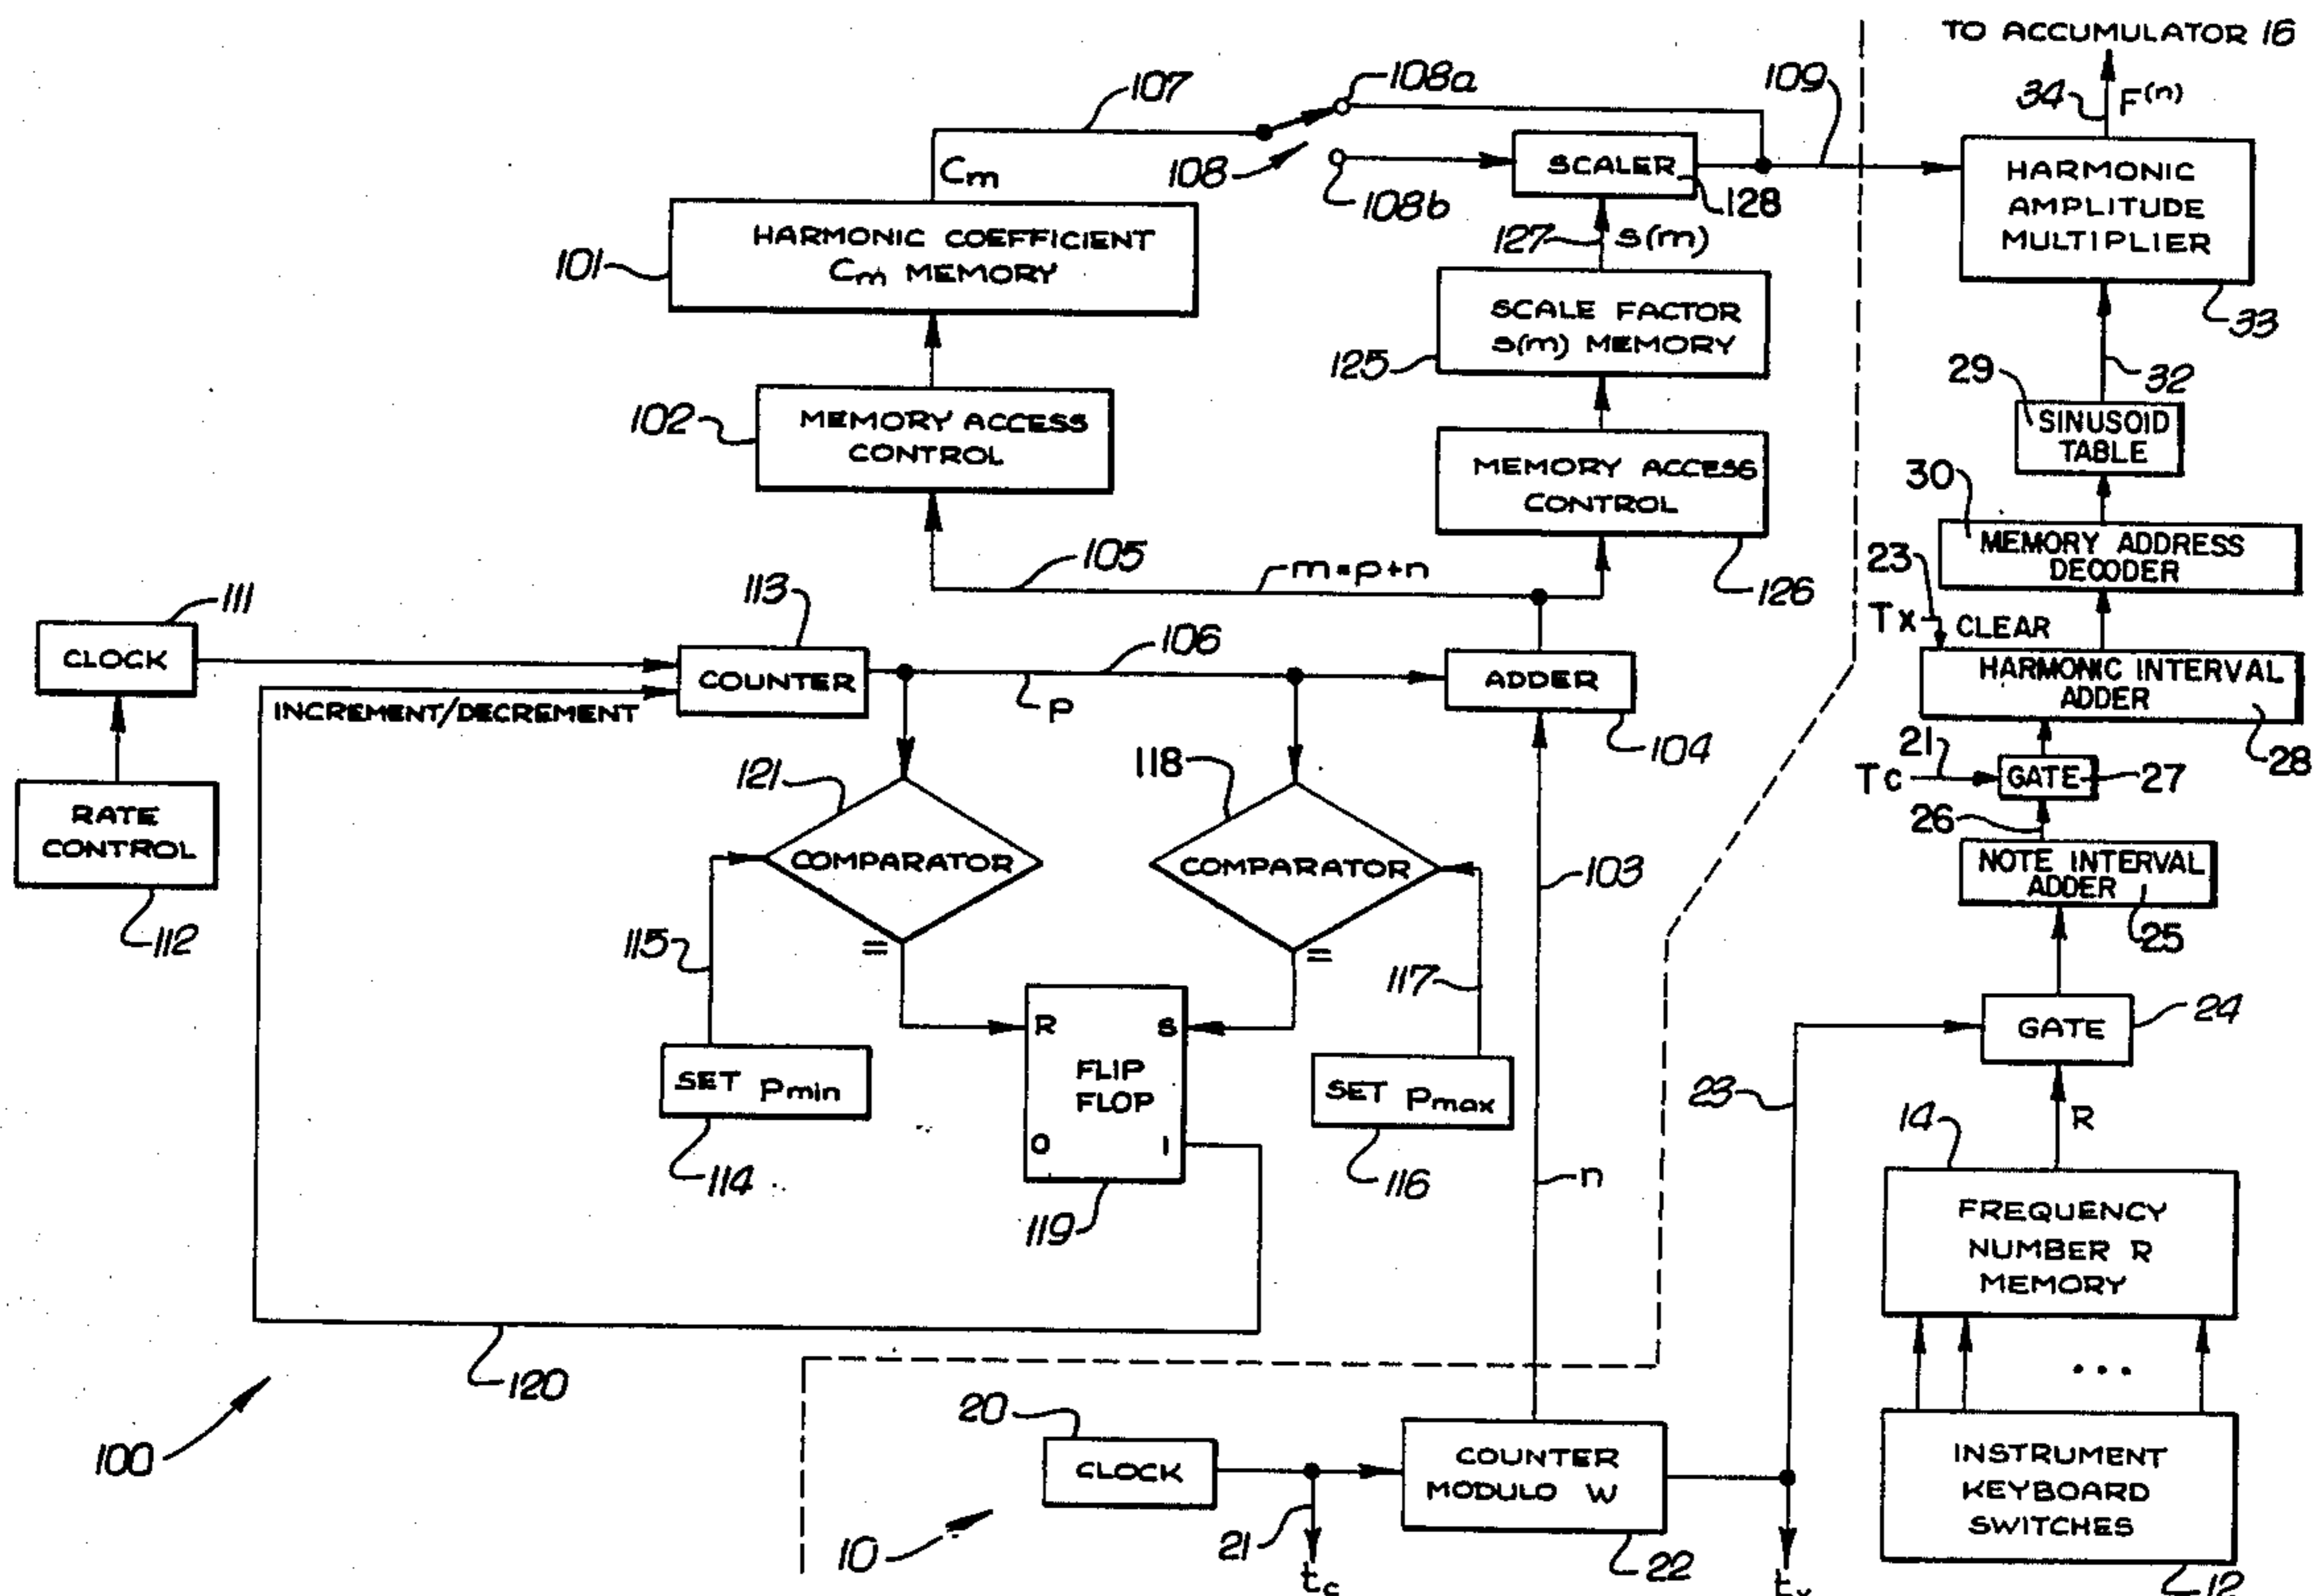 TO ACCUMULATOR 16
34
F(n)
107
108a
109
Cm
108
108b
SCALER
128
HARMONIC
AMPLITUDE
MULTIPLIER
33
101
HARMONIC COEFFICIENT
Cm MEMORY
127
s(m)
125
SCALE FACTOR
s(m) MEMORY
32
29
SINUSOID
TABLE
102
MEMORY ACCESS
CONTROL
MEMORY ACCESS
CONTROL
126
30
MEMORY ADDRESS
DECODER
105
m=p+n
23
Tx
CLEAR
111
CLOCK
113
COUNTER
106
P
ADDER
104
HARMONIC INTERVAL
ADDER
28
INCREMENT/DECREMENT
RATE
CONTROL
112
121
COMPARATOR
=
118
COMPARATOR
=
21
Tc
GATE
27
26
NOTE INTERVAL
ADDER
25
103
115
117
GATE
24
SET Pmin
114
R
S
FLIP
FLOP
0
1
119
SET Pmax
116
23
R
14
n
FREQUENCY
NUMBER R
MEMORY
120
100
...
20
CLOCK
10
21
tc
COUNTER
MODULO W
22
tx
INSTRUMENT
KEYBOARD
SWITCHES
12